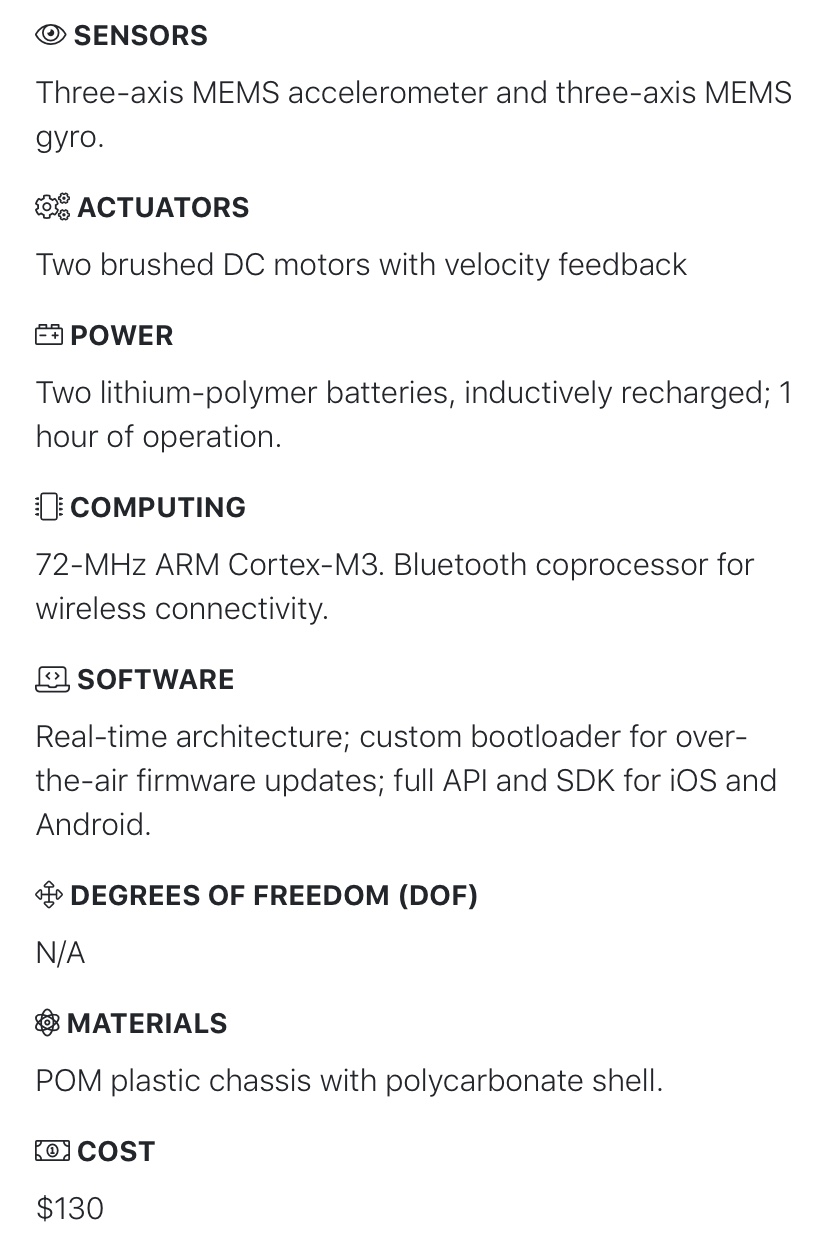 SENSORS
Three-axis MEMS accelerometer and three-axis MEMS
gyro.
ACTUATORS
Two brushed DC motors with velocity feedback
POWER
Two lithium-polymer batteries, inductively recharged; 1
hour of operation.
COMPUTING
72-MHz ARM Cortex-M3. Bluetooth coprocessor for
wireless connectivity.
SOFTWARE
Real-time architecture; custom bootloader for over-
the-air firmware updates; full API and SDK for iOS and
Android.
DEGREES OF FREEDOM (DOF)
N/A
MATERIALS
POM plastic chassis with polycarbonate shell.
COST
$130